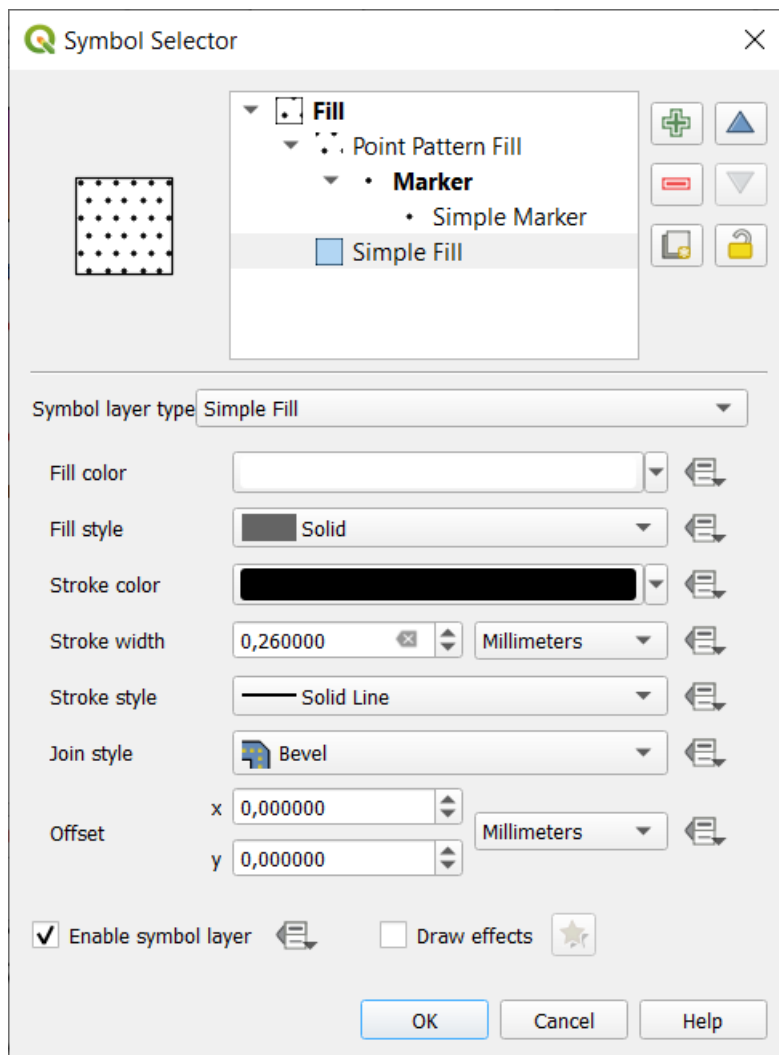 Symbol Selector
Fill
Point Pattern Fill
Marker
Simple Marker
Simple Fill
Symbol layer type Simple Fill
Fill color
Fill style Solid
Stroke color
Stroke width 0,260000 Millimeters
Stroke style Solid Line
Join style Bevel
x 0,000000
Offset Millimeters
y 0,000000
Enable symbol layer Draw effects
OK Cancel Help